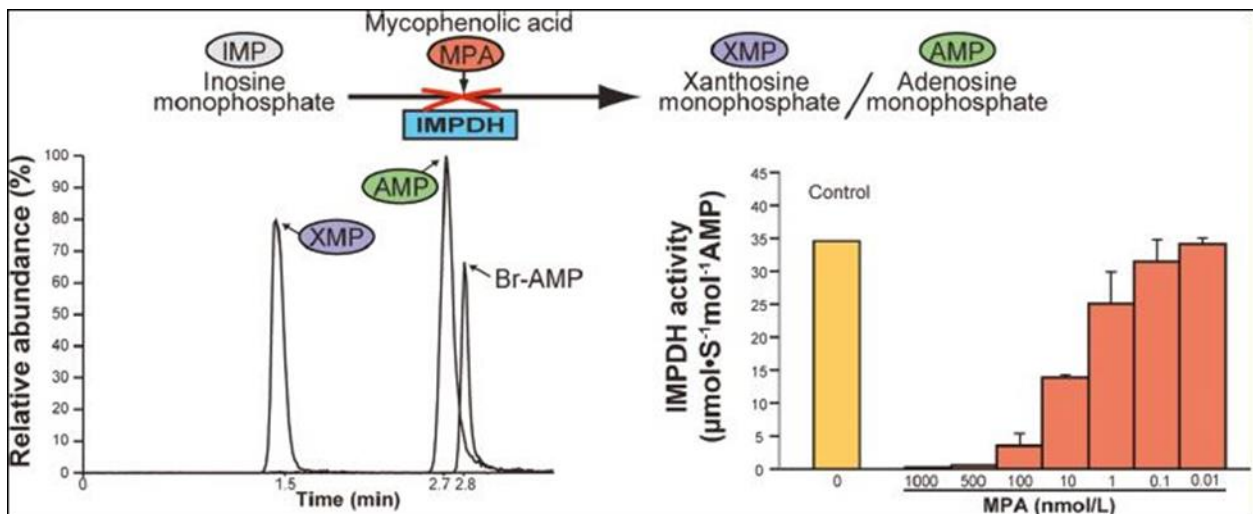 Mycophenolic acid
IMP
MPA
XMP
AMP
Inosine
monophosphate
IMPDH
Xanthosine
monophosphate
/
Adenosine
monophosphate
Relative abundance (%)
100
90
80
70
60
50
40
30
20
10
0
XMP
AMP
Br-AMP
0
1.5
2.7 2.8
Time (min)
IMPDH activity
(µmol•S⁻¹mol⁻¹AMP)
45
40
35
30
25
20
15
10
5
0
Control
0
1000 500 100 10 1 0.1 0.01
MPA (nmol/L)